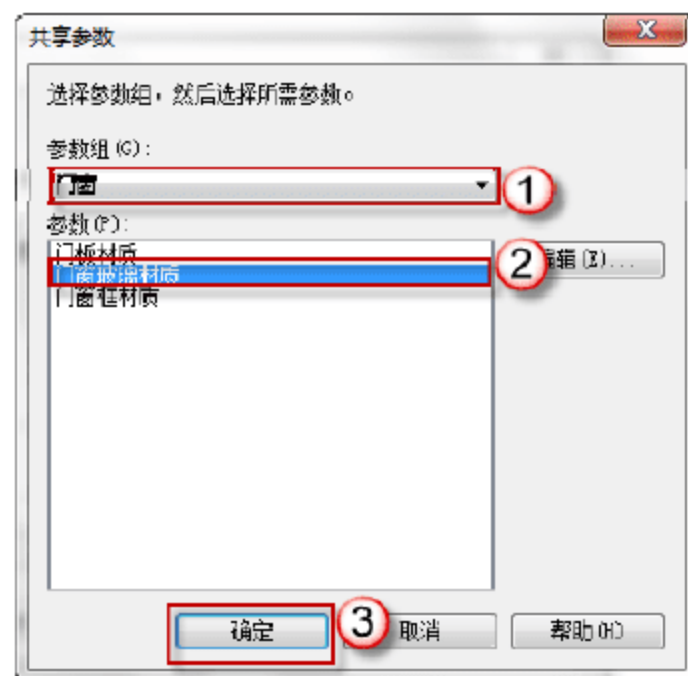 共享参数
选择参数组，然后选择所需参数。
参数组(G):
门窗
1
参数(P):
门板材质
门窗玻璃材质
门窗框材质
2
编辑(E)...
确定
3
取消
帮助(H)